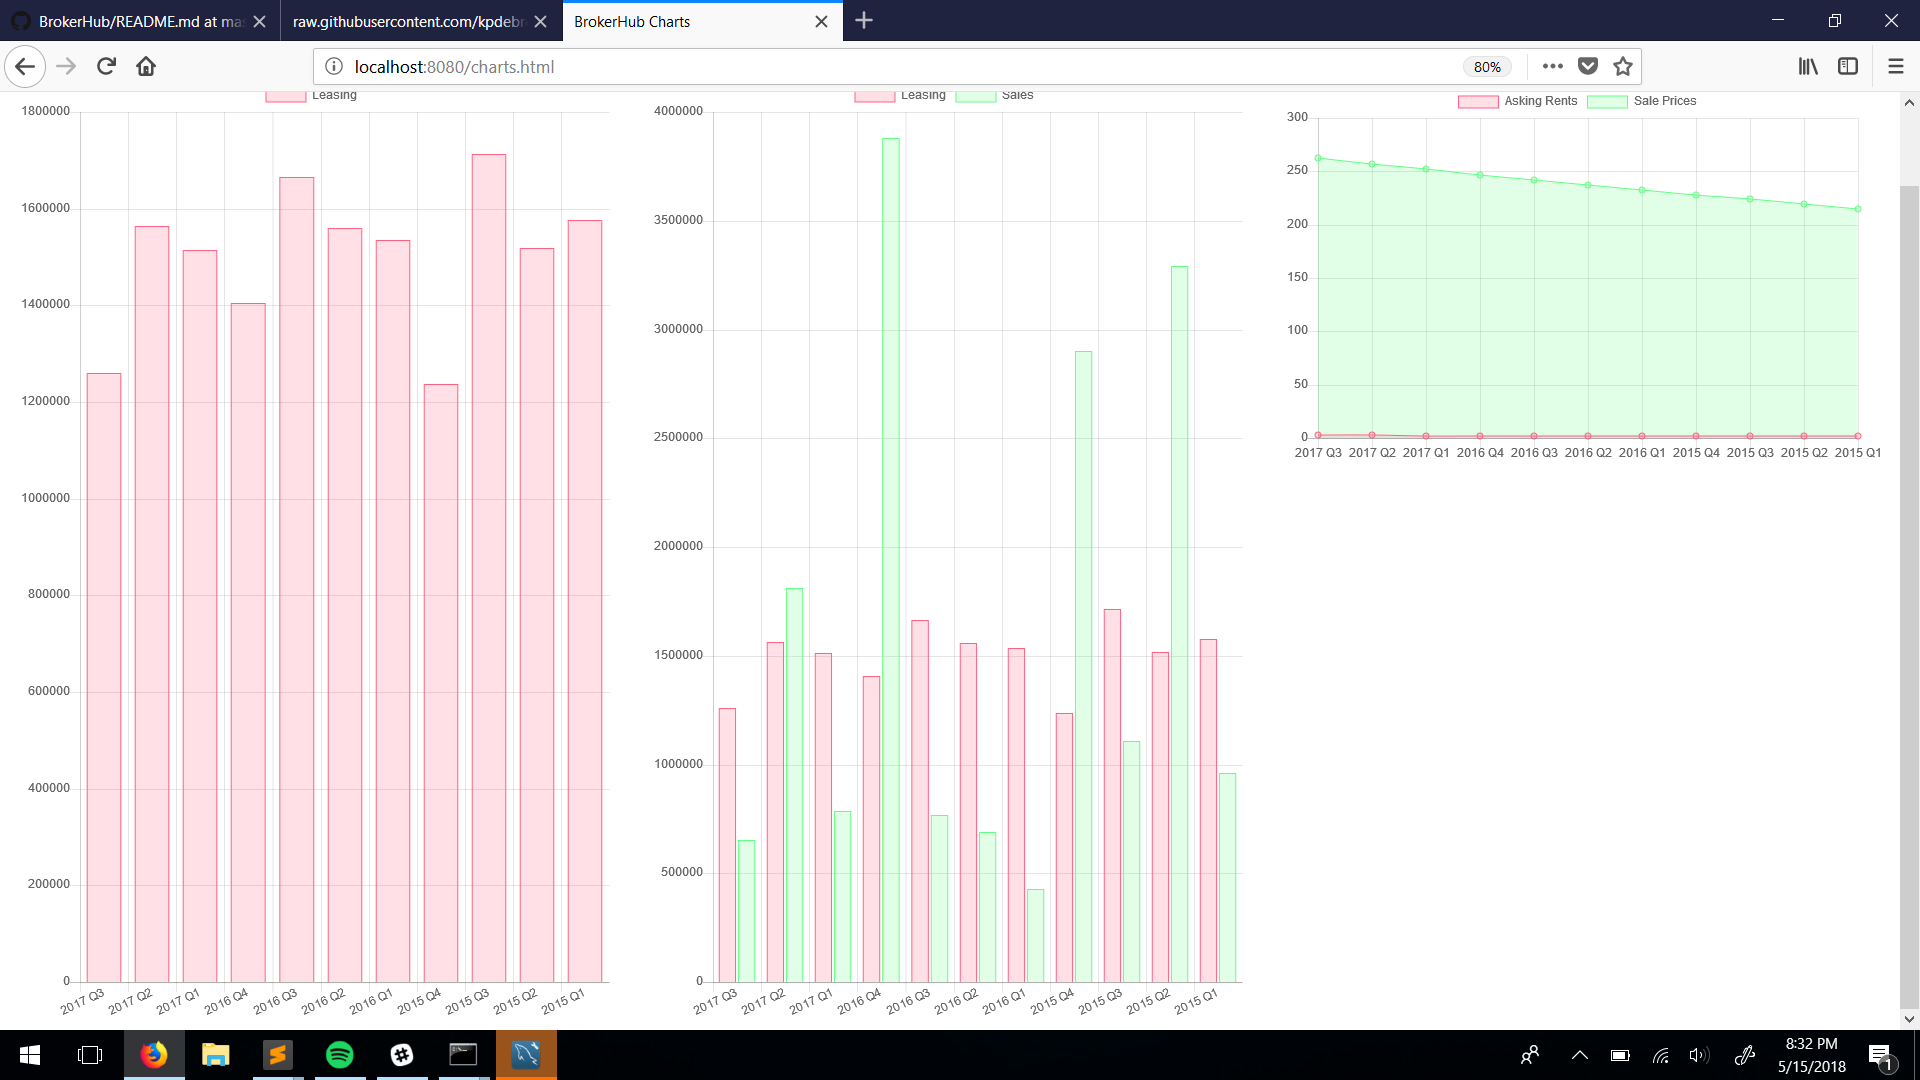 BrokerHub/README.md at mas
raw.githubusercontent.com/kpdebr
BrokerHub Charts
localhost:8080/charts.html
80%
Leasing
1800000
1600000
1400000
1200000
1000000
800000
600000
400000
200000
0
2017 Q3
2017 Q2
2017 Q1
2016 Q4
2016 Q3
2016 Q2
2016 Q1
2015 Q4
2015 Q3
2015 Q2
2015 Q1
Leasing
Sales
4000000
3500000
3000000
2500000
2000000
1500000
1000000
500000
0
2017 Q3
2017 Q2
2017 Q1
2016 Q4
2016 Q3
2016 Q2
2016 Q1
2015 Q4
2015 Q3
2015 Q2
2015 Q1
Asking Rents
Sale Prices
300
250
200
150
100
50
0
2017 Q3
2017 Q2
2017 Q1
2016 Q4
2016 Q3
2016 Q2
2016 Q1
2015 Q4
2015 Q3
2015 Q2
2015 Q1
8:32 PM
5/15/2018
1